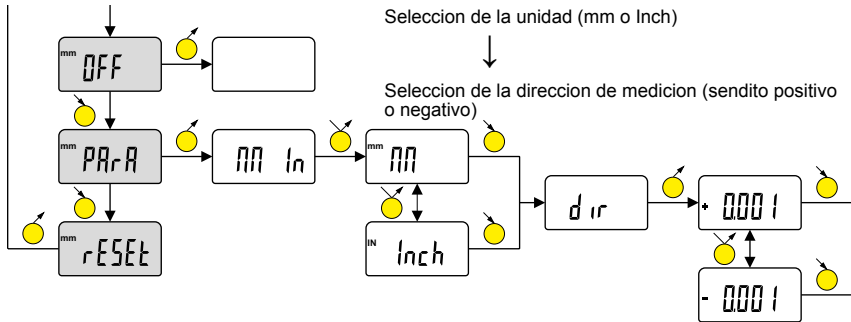 Seleccion de la unidad (mm o Inch)
Seleccion de la direccion de medicion (sendito positivo
o negativo)
mm OFF
mm PArA
MM In
mm MM
mm rESEt
IN Inch
dir
+ 0.001
- 0.001